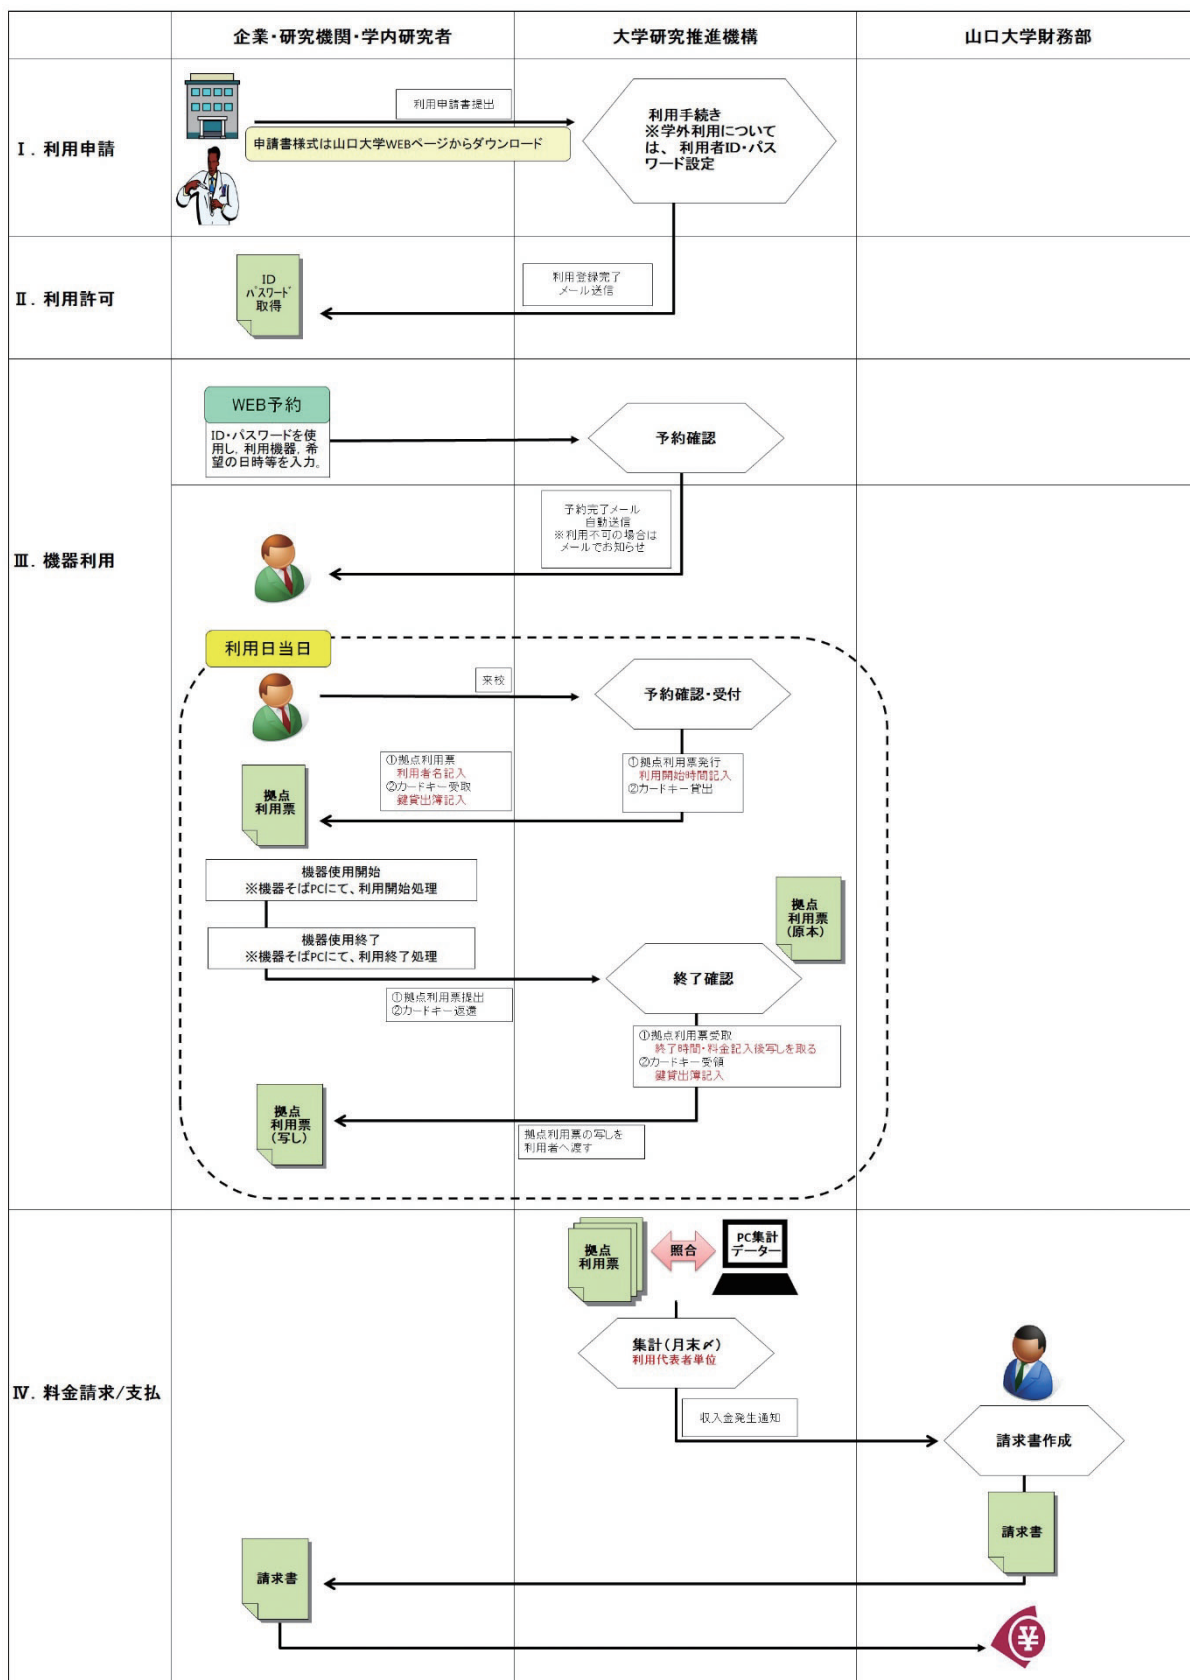 企業・研究機関・学内研究者
大学研究推進機構
山口大学財務部
Ⅰ. 利用申請
利用申請書提出
申請書様式は山口大学WEBページからダウンロード
利用手続き
※学外利用について
は、利用者ID・パス
ワード設定
Ⅱ. 利用許可
ID
パスワード
取得
利用登録完了
メール送信
Ⅲ. 機器利用
WEB予約
ID・パスワードを使
用し, 利用機器, 希
望の日時等を入力。
予約確認
予約完了メール
自動送信
※利用不可の場合は
メールでお知らせ
利用日当日
来校
予約確認・受付
①拠点利用票
利用者名記入
②カードキー受取
鍵貸出簿記入
①拠点利用票発行
利用開始時間記入
②カードキー貸出
拠点
利用票
機器使用開始
※機器そばPCにて、利用開始処理
拠点
利用票
(原本)
機器使用終了
※機器そばPCにて、利用終了処理
終了確認
①拠点利用票提出
②カードキー返還
①拠点利用票受取
終了時間・料金記入後写しを取る
②カードキー受領
鍵貸出簿記入
拠点
利用票
(写し)
拠点利用票の写しを
利用者へ渡す
Ⅳ. 料金請求/支払
拠点
利用票
照合
PC集計
データー
集計(月末〆)
利用代表者単位
収入金発生通知
請求書作成
請求書
請求書
¥